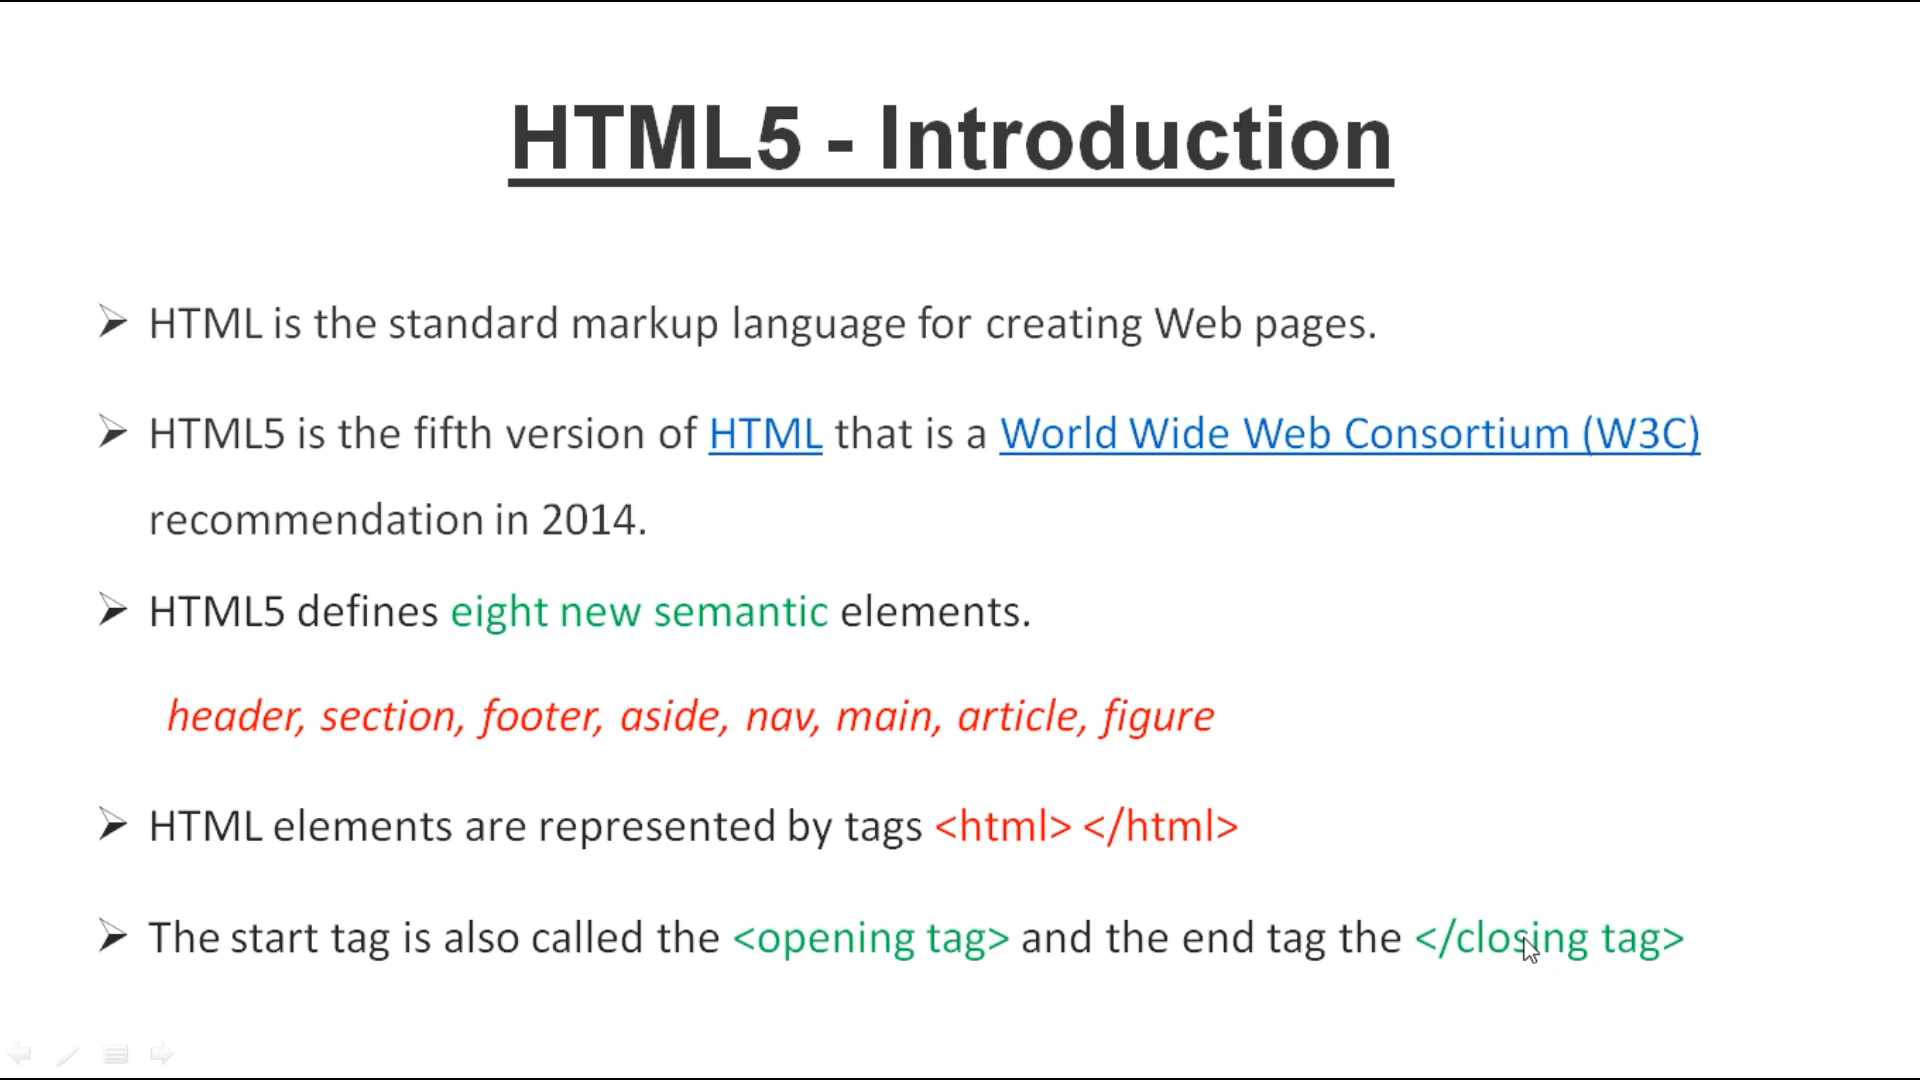 HTML5 - Introduction
HTML is the standard markup language for creating Web pages.
HTML5 is the fifth version of HTML that is a World Wide Web Consortium (W3C)
recommendation in 2014.
HTML5 defines eight new semantic elements.
header, section, footer, aside, nav, main, article, figure
HTML elements are represented by tags <html> </html>
The start tag is also called the <opening tag> and the end tag the </closing tag>